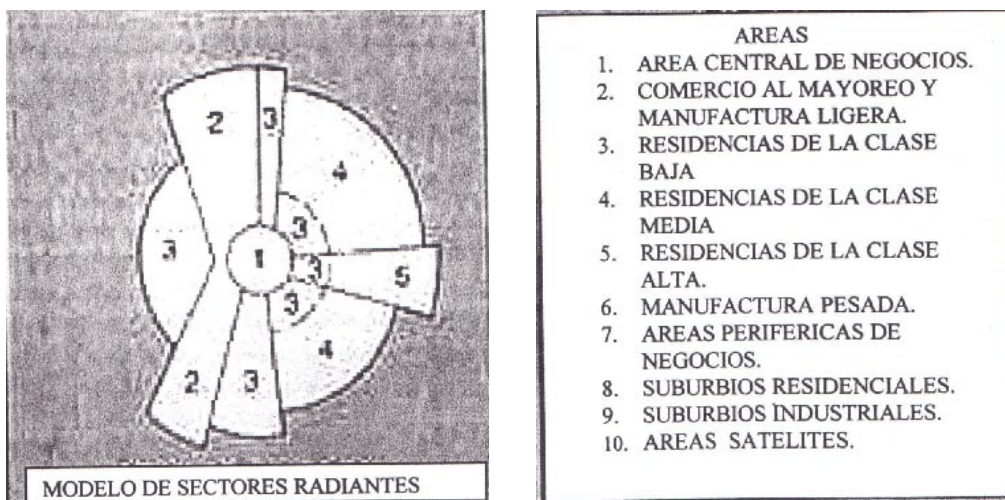 2
3
4
3
3
1
3
5
3
4
2
3
MODELO DE SECTORES RADIANTES
AREAS
1. AREA CENTRAL DE NEGOCIOS.
2. COMERCIO AL MAYOREO Y
MANUFACTURA LIGERA.
3. RESIDENCIAS DE LA CLASE
BAJA
4. RESIDENCIAS DE LA CLASE
MEDIA
5. RESIDENCIAS DE LA CLASE
ALTA.
6. MANUFACTURA PESADA.
7. AREAS PERIFERICAS DE
NEGOCIOS.
8. SUBURBIOS RESIDENCIALES.
9. SUBURBIOS INDUSTRIALES.
10. AREAS SATELITES.